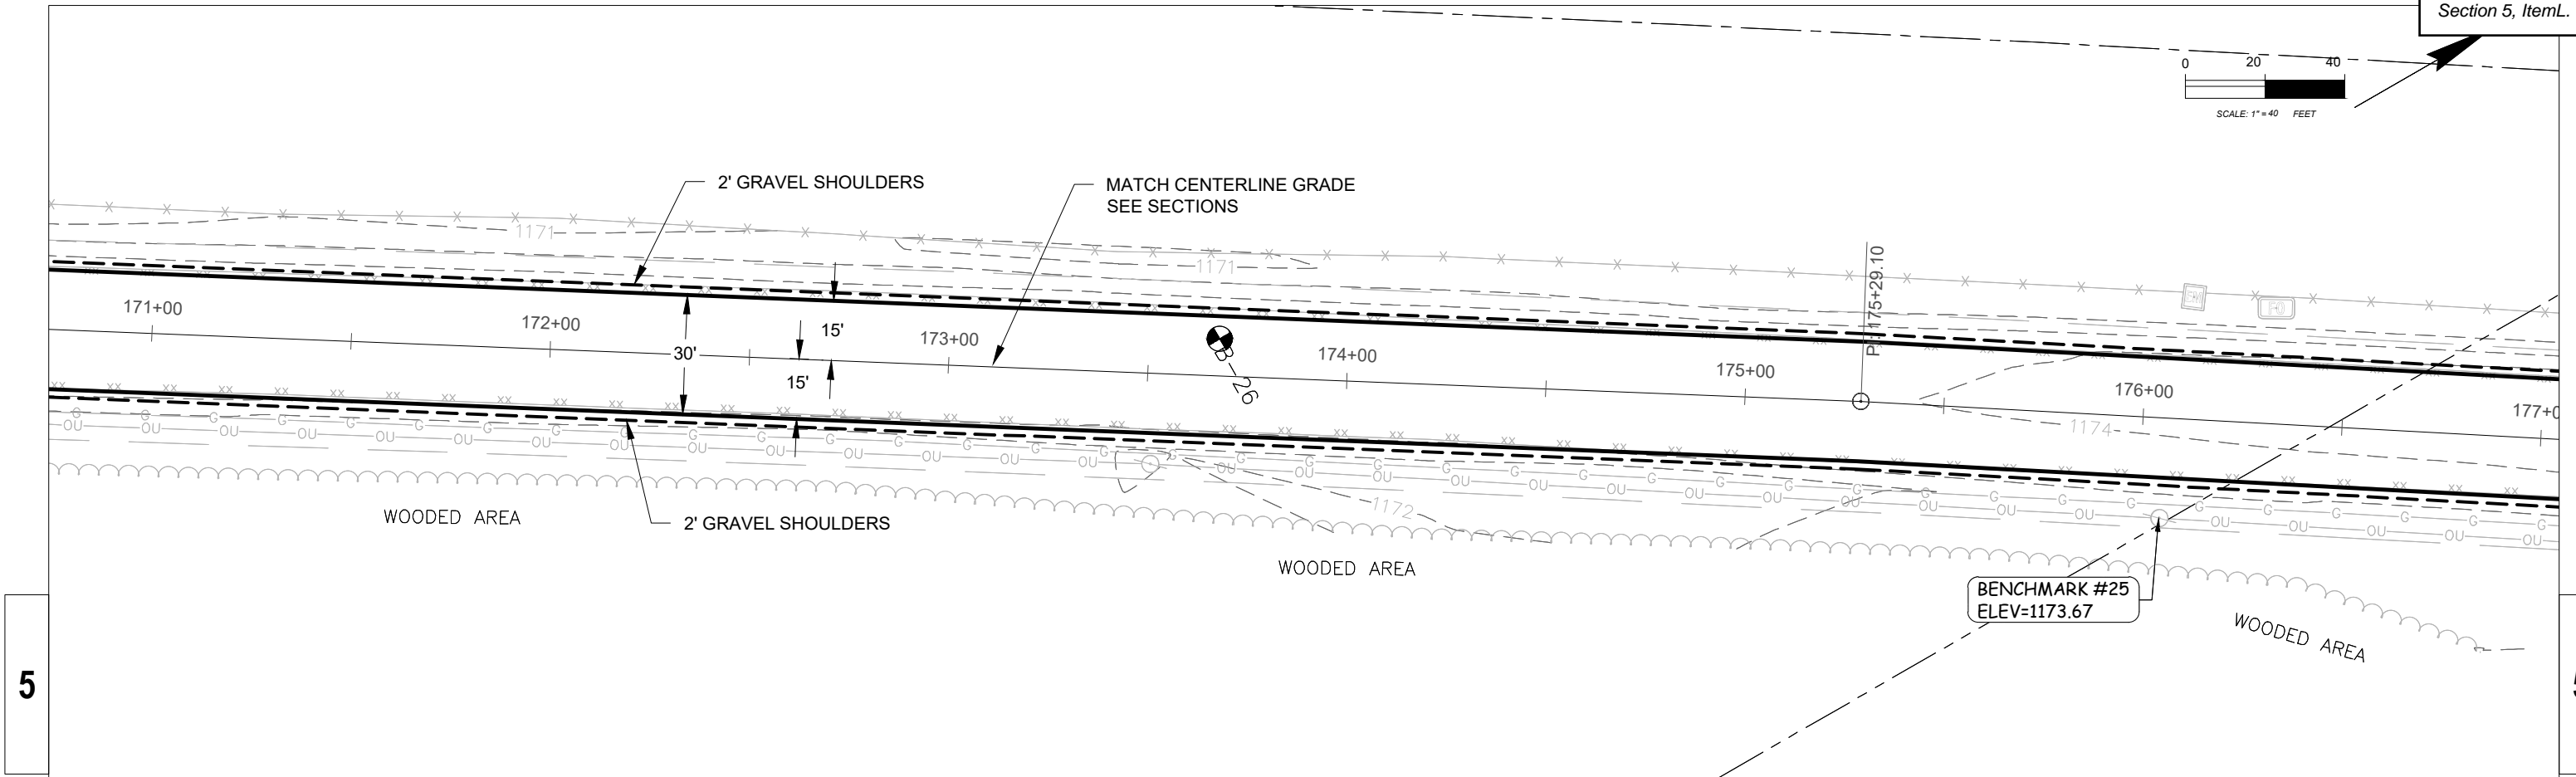 Section 5, ItemL.
0 20 40
SCALE: 1" = 40 FEET
2' GRAVEL SHOULDERS
MATCH CENTERLINE GRADE
SEE SECTIONS
1171
1171
PI: 175+29.10
171+00
172+00
173+00
174+00
175+00
176+00
15'
30'
15'
B-26
1174
1172
FO
2' GRAVEL SHOULDERS
WOODED AREA
WOODED AREA
WOODED AREA
BENCHMARK #25
ELEV=1173.67
5